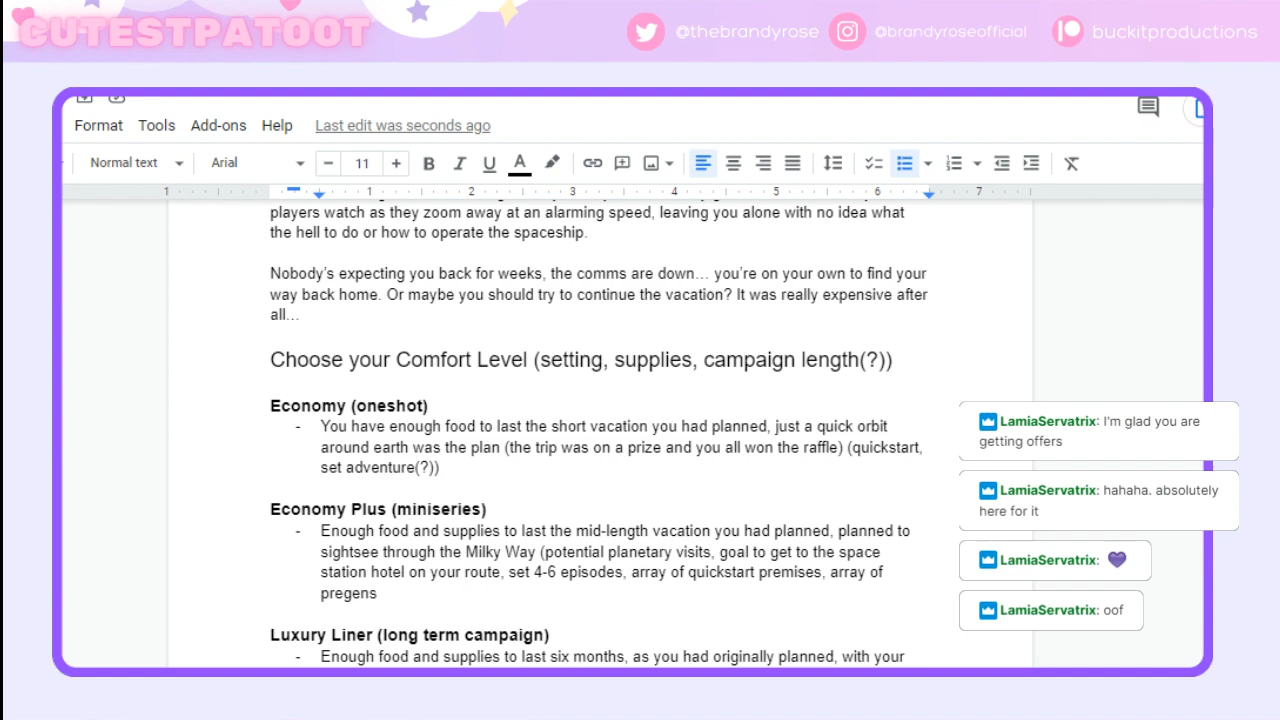 CUTESTPATOOT
@thebrandyrose
@brandyroseofficial
buckitproductions
Format Tools Add-ons Help Last edit was seconds ago
Normal text Arial − 11 + B I U A
1 1 2 3 4 5 6 7
players watch as they zoom away at an alarming speed, leaving you alone with no idea what
the hell to do or how to operate the spaceship.
Nobody's expecting you back for weeks, the comms are down… you're on your own to find your
way back home. Or maybe you should try to continue the vacation? It was really expensive after
all…
Choose your Comfort Level (setting, supplies, campaign length(?))
Economy (oneshot)
- You have enough food to last the short vacation you had planned, just a quick orbit
around earth was the plan (the trip was on a prize and you all won the raffle) (quickstart,
set adventure(?))
Economy Plus (miniseries)
- Enough food and supplies to last the mid-length vacation you had planned, planned to
sightsee through the Milky Way (potential planetary visits, goal to get to the space
station hotel on your route, set 4-6 episodes, array of quickstart premises, array of
pregens
Luxury Liner (long term campaign)
- Enough food and supplies to last six months, as you had originally planned, with your
LamiaServatrix: I'm glad you are
getting offers
LamiaServatrix: hahaha. absolutely
here for it
LamiaServatrix: 💜
LamiaServatrix: oof